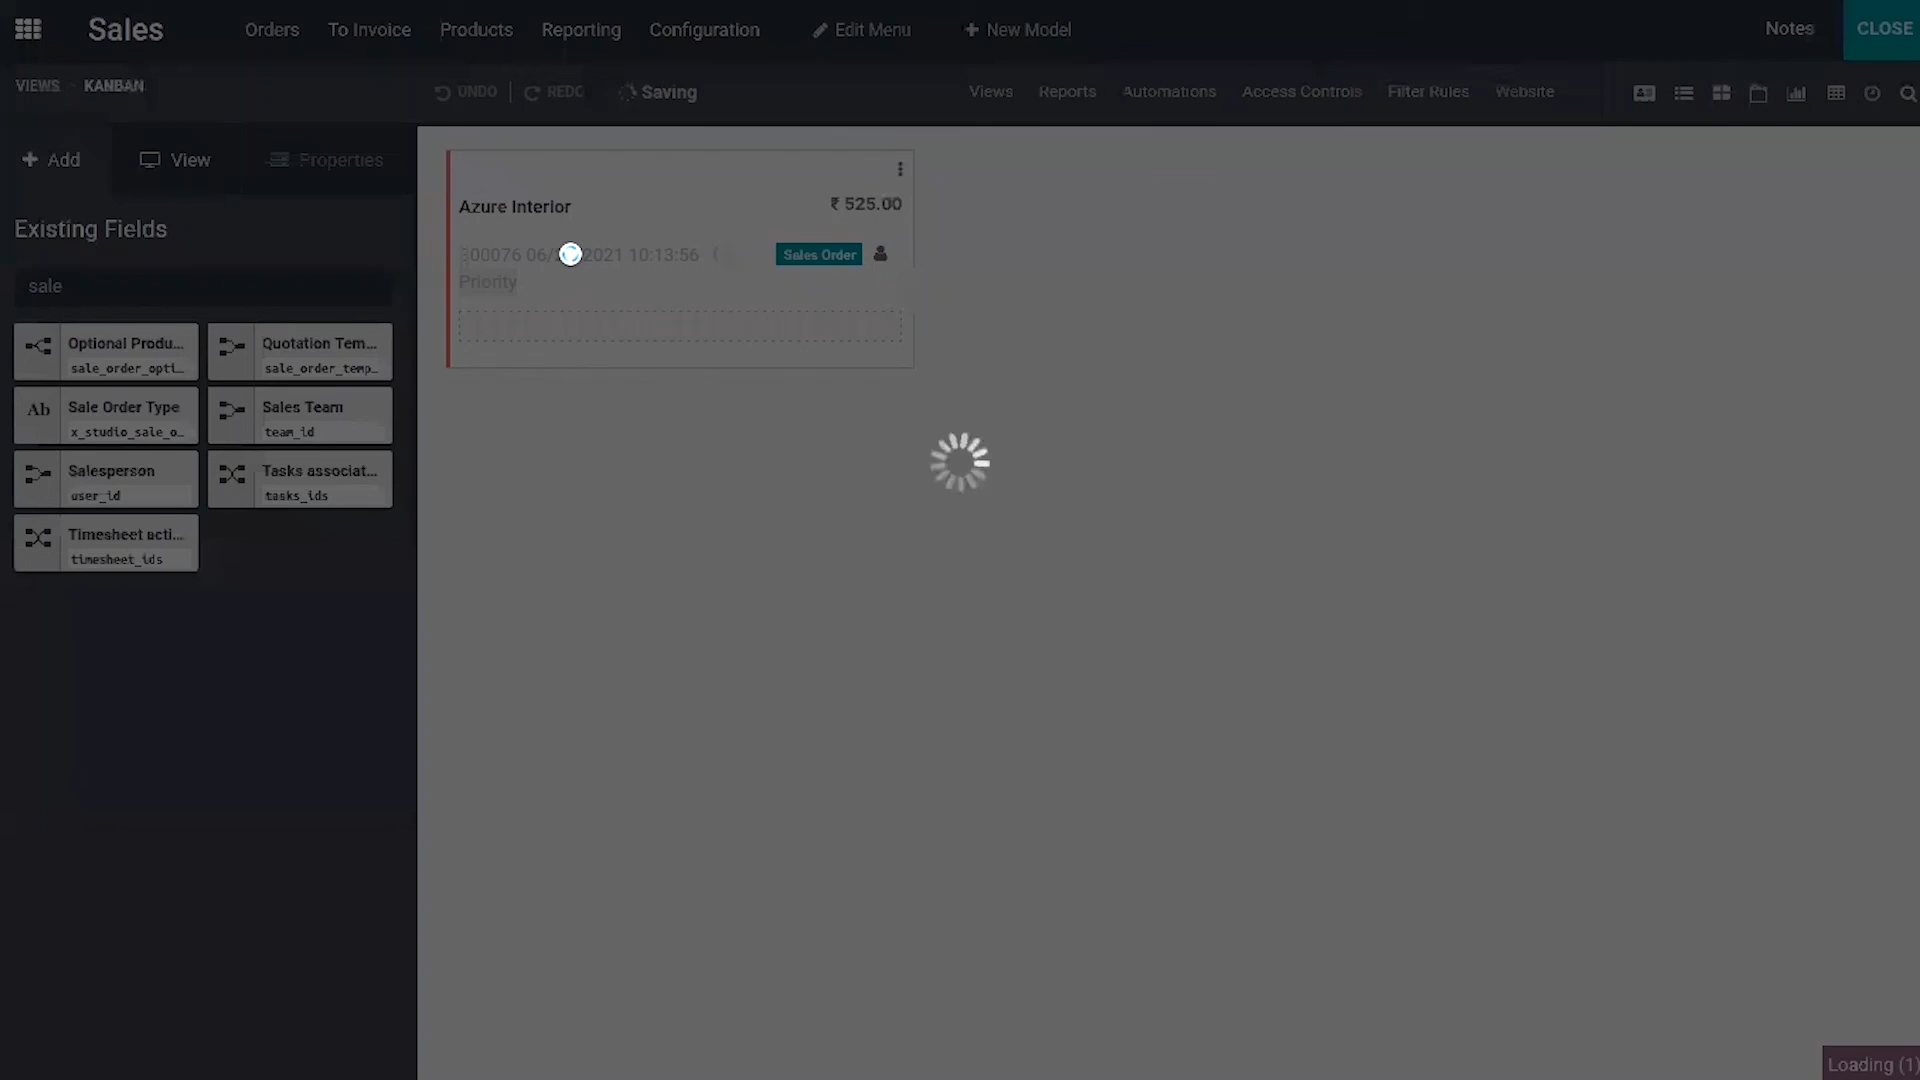 Sales Orders To Invoice Products Reporting Configuration Edit Menu New Model Notes CLOSE
VIEWS KANBAN UNDO REDO Saving Views Reports Automations Access Controls Filter Rules Website
Add View Properties
Existing Fields
sale
Optional Produ... Quotation Tem...
sale_order_opti... sale_order_temp...
Ab Sale Order Type Sales Team
x_studio_sale_o... team_id
Salesperson Tasks associat...
user_id tasks_ids
Timesheet acti...
timesheet_ids
Azure Interior ₹ 525.00
2021 10:13:56 Sales Order
Priority
Loading (1)